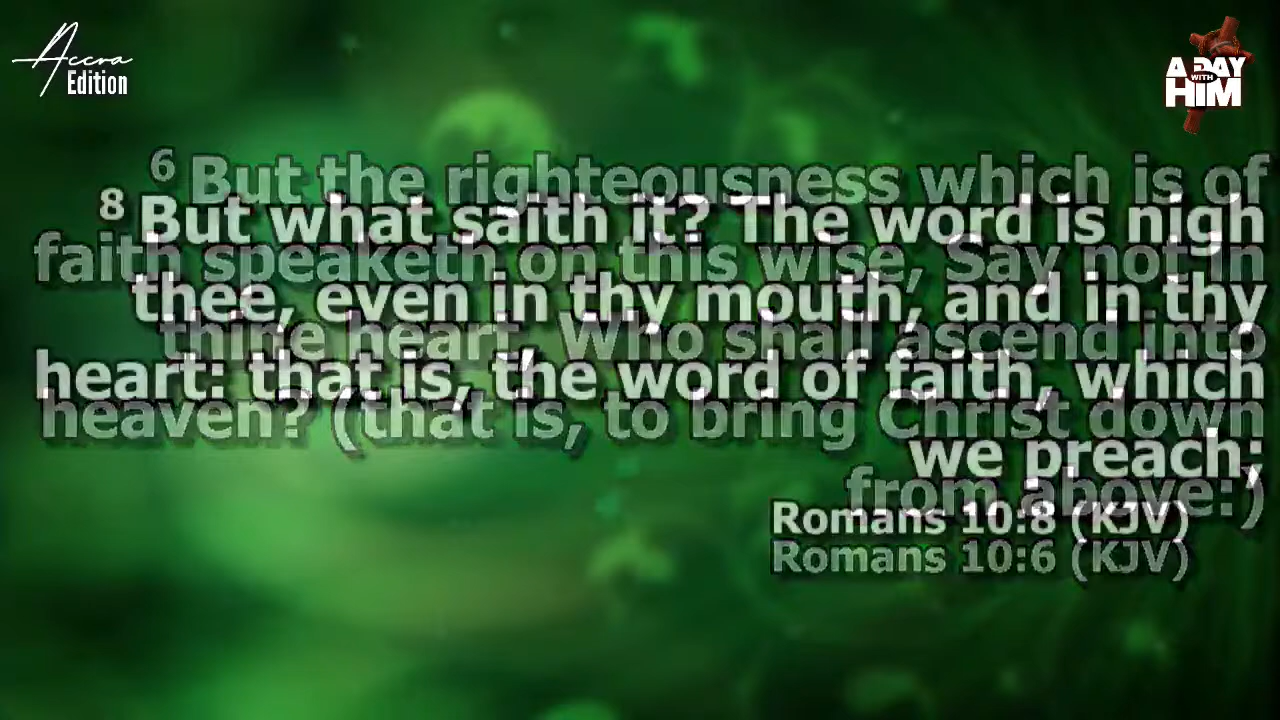 Accra
Edition
A DAY
WITH
HIM
6 But the righteousness which is of
faith speaketh on this wise, Say not in
thine heart, Who shall ascend into
heaven? (that is, to bring Christ down
from above:)
Romans 10:6 (KJV)
8 But what saith it? The word is nigh
thee, even in thy mouth, and in thy
heart: that is, the word of faith, which
we preach;
Romans 10:8 (KJV)